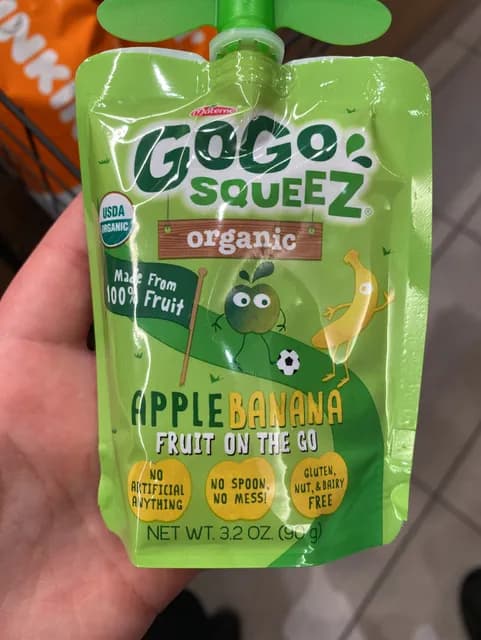 Materne
GOGO
SQUEEZ®
organic
USDA
ORGANIC
Made From
100% Fruit
APPLE BANANA
FRUIT ON THE GO
NO
ARTIFICIAL
ANYTHING
NO SPOON,
NO MESS!
GLUTEN,
NUT, & DAIRY
FREE
NET WT. 3.2 OZ. (90 g)